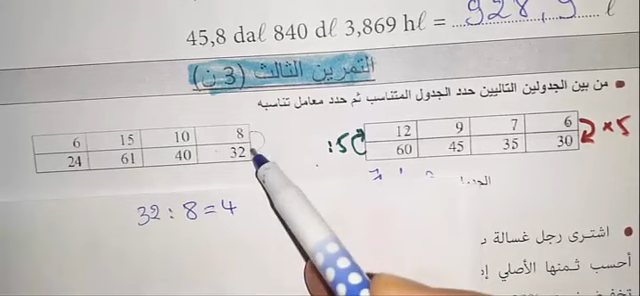 45,8 daℓ 840 dℓ 3,869 hℓ = 928,9 ℓ
التمرين الثالث (3 ن)
من بين الجدولين التاليين حدد الجدول المتناسب ثم حدد معامل تناسبه
6 15 10 8
24 61 40 32
:5 12 9 7 6 ×5
60 45 35 30
32 : 8 = 4
اشترى رجل غسالة
أحسب ثمنها الأصلي